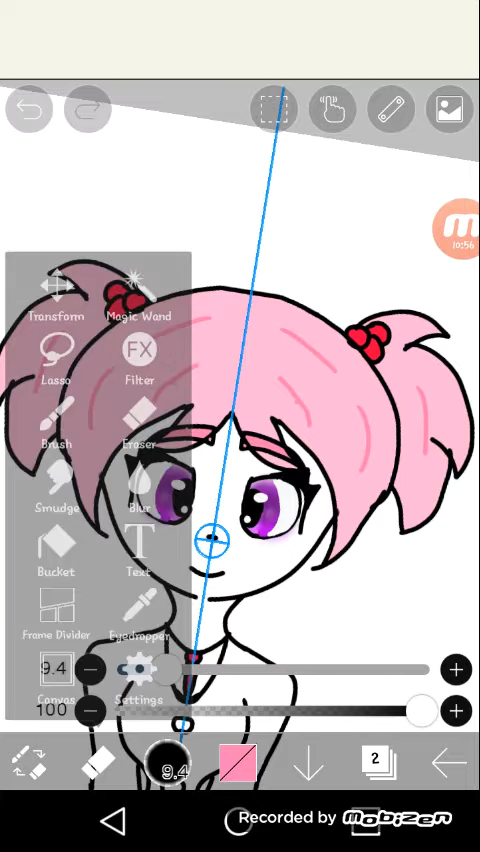 10:56
Transform Magic Wand
FX
Lasso Filter
Brush Eraser
Smudge Blur
T
Bucket Text
Frame Divider Eyedropper
9.4
Canvas Settings
100
9.4
2
Recorded by MOBIZEN